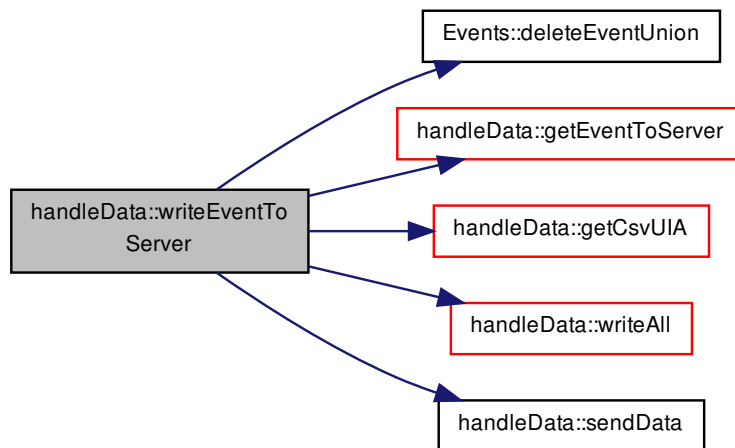 Events::deleteEventUnion
handleData::getEventToServer
handleData::writeEventTo
Server
handleData::getCsvUIA
handleData::writeAll
handleData::sendData